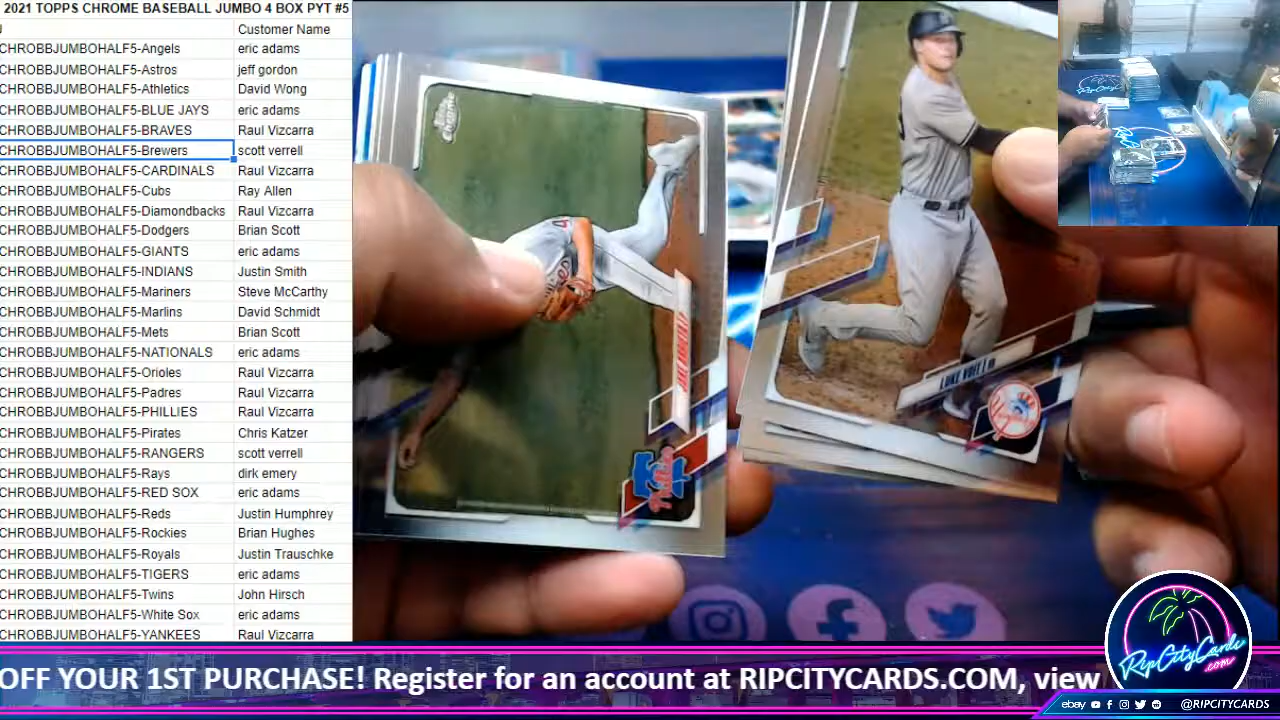 2021 TOPPS CHROME BASEBALL JUMBO 4 BOX PYT #5
Customer Name
CHROBBJUMBOHALF5-Angels eric adams
CHROBBJUMBOHALF5-Astros jeff gordon
CHROBBJUMBOHALF5-Athletics David Wong
CHROBBJUMBOHALF5-BLUE JAYS eric adams
CHROBBJUMBOHALF5-BRAVES Raul Vizcarra
CHROBBJUMBOHALF5-Brewers scott verrell
CHROBBJUMBOHALF5-CARDINALS Raul Vizcarra
CHROBBJUMBOHALF5-Cubs Ray Allen
CHROBBJUMBOHALF5-Diamondbacks Raul Vizcarra
CHROBBJUMBOHALF5-Dodgers Brian Scott
CHROBBJUMBOHALF5-GIANTS eric adams
CHROBBJUMBOHALF5-INDIANS Justin Smith
CHROBBJUMBOHALF5-Mariners Steve McCarthy
CHROBBJUMBOHALF5-Marlins David Schmidt
CHROBBJUMBOHALF5-Mets Brian Scott
CHROBBJUMBOHALF5-NATIONALS eric adams
CHROBBJUMBOHALF5-Orioles Raul Vizcarra
CHROBBJUMBOHALF5-Padres Raul Vizcarra
CHROBBJUMBOHALF5-PHILLIES Raul Vizcarra
CHROBBJUMBOHALF5-Pirates Chris Katzer
CHROBBJUMBOHALF5-RANGERS scott verrell
CHROBBJUMBOHALF5-Rays dirk emery
CHROBBJUMBOHALF5-RED SOX eric adams
CHROBBJUMBOHALF5-Reds Justin Humphrey
CHROBBJUMBOHALF5-Rockies Brian Hughes
CHROBBJUMBOHALF5-Royals Justin Trauschke
CHROBBJUMBOHALF5-TIGERS eric adams
CHROBBJUMBOHALF5-Twins John Hirsch
CHROBBJUMBOHALF5-White Sox eric adams
CHROBBJUMBOHALF5-YANKEES Raul Vizcarra
Phillies
LUKE VOIT
OFF YOUR 1ST PURCHASE! Register for an account at RIPCITYCARDS.COM, view
RipCityCards
.com
ebay @RIPCITYCARDS